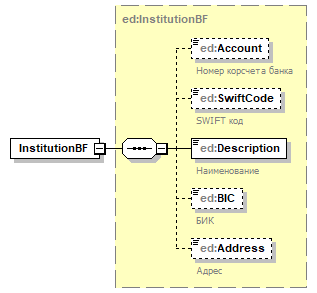 ed:InstitutionBF
ed:Account
Номер корсчета банка
ed:SwiftCode
SWIFT код
InstitutionBF
ed:Description
Наименование
ed:BIC
БИК
ed:Address
Адрес